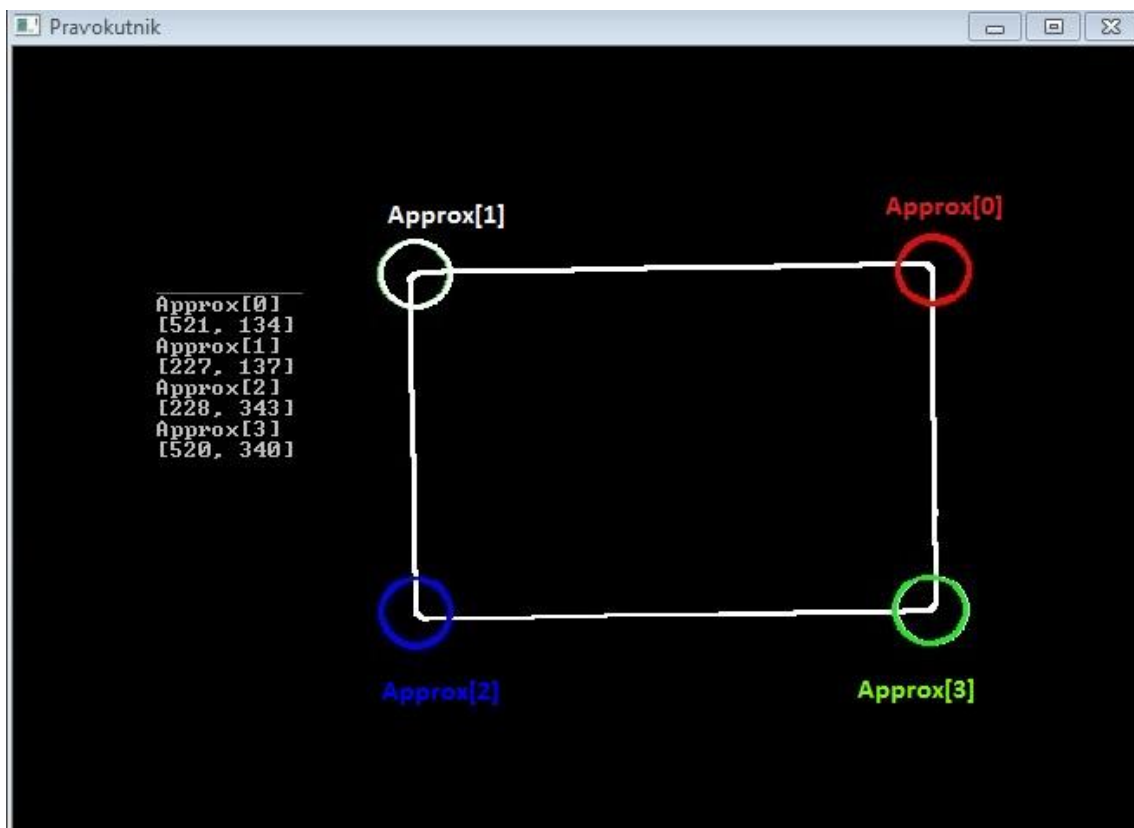 Pravokutnik
Approx[1]
Approx[0]
Approx[0]
[521, 134]
Approx[1]
[227, 137]
Approx[2]
[228, 343]
Approx[3]
[520, 340]
Approx[2]
Approx[3]